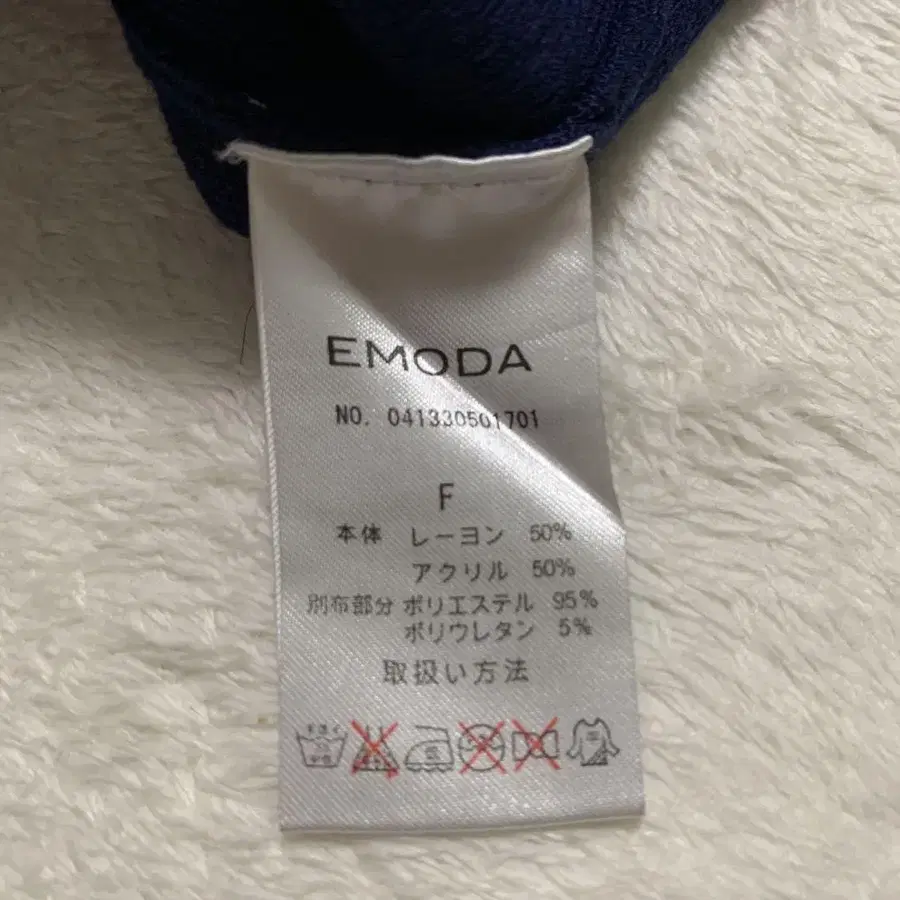 EMODA
NO. 041330501701
F
本体 レーヨン 50%
アクリル 50%
別布部分 ポリエステル 95%
ポリウレタン 5%
取扱い方法